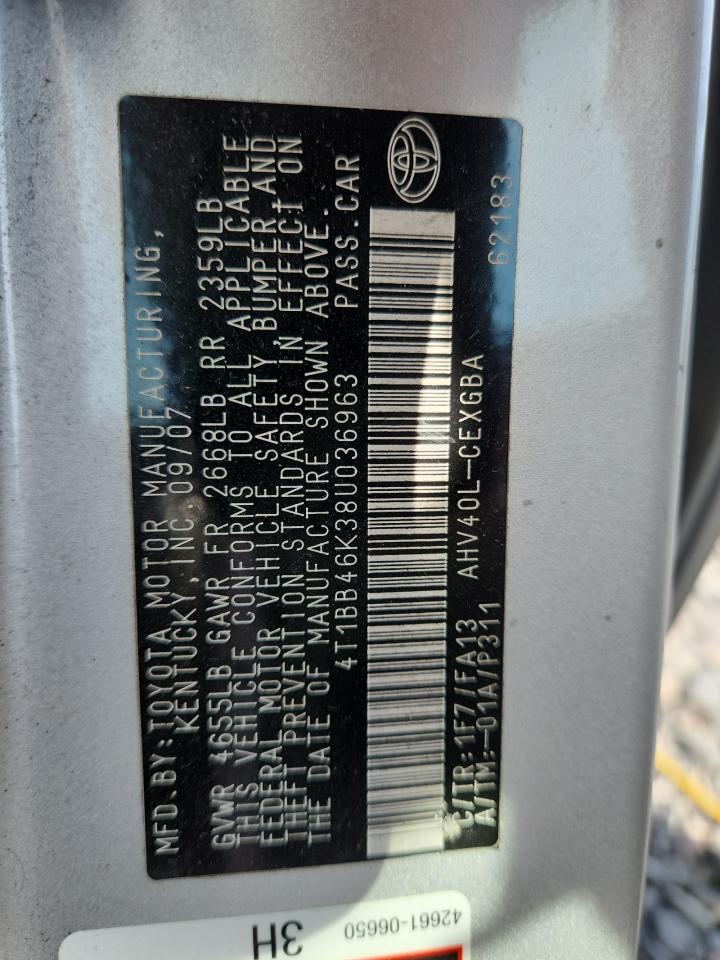 MFD. BY: TOYOTA MOTOR MANUFACTURING,
KENTUCKY, INC. 09/07
GVWR 4655LB GAWR FR 2668LB RR 2359LB
THIS VEHICLE CONFORMS TO ALL APPLICABLE
FEDERAL MOTOR VEHICLE SAFETY, BUMPER AND
THEFT PREVENTION STANDARDS IN EFFECT ON
THE DATE OF MANUFACTURE SHOWN ABOVE.
4T1BB46K38U036963 PASS.CAR
C/TR: 1F7/FA13 AHV40L-CEXGBA
A/TM: -01A/P311 62183
42661-06650
3H